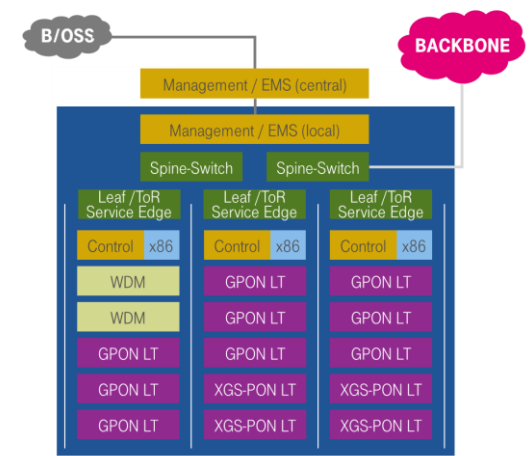 B/OSS
BACKBONE
Management / EMS (central)
Management / EMS (local)
Spine-Switch
Spine-Switch
Leaf /ToR
Service Edge
Leaf /ToR
Service Edge
Leaf /ToR
Service Edge
Control x86
Control x86
Control x86
WDM
GPON LT
GPON LT
WDM
GPON LT
GPON LT
GPON LT
GPON LT
GPON LT
GPON LT
XGS-PON LT
XGS-PON LT
GPON LT
XGS-PON LT
XGS-PON LT